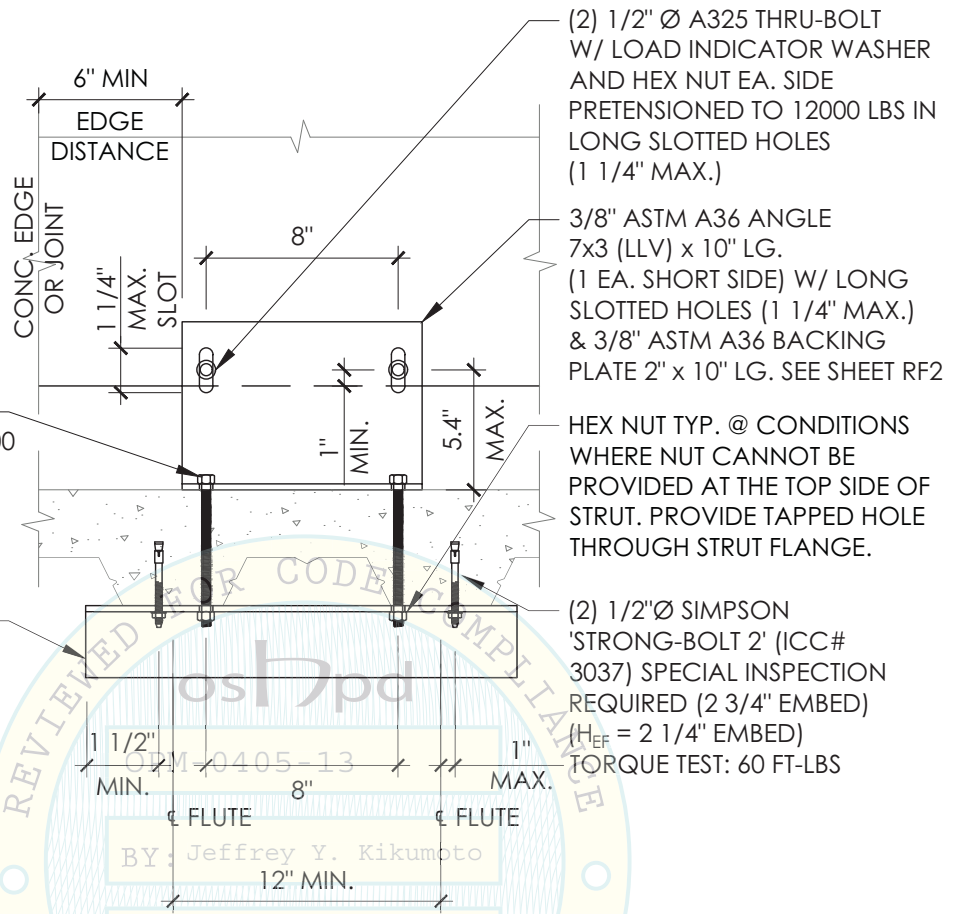 (2) 1/2" Ø A325 THRU-BOLT
W/ LOAD INDICATOR WASHER
AND HEX NUT EA. SIDE
PRETENSIONED TO 12000 LBS IN
LONG SLOTTED HOLES
(1 1/4" MAX.)
6" MIN
EDGE
DISTANCE
CONC. EDGE
OR JOINT
8"
1 1/4"
MAX.
SLOT
3/8" ASTM A36 ANGLE
7x3 (LLV) x 10" LG.
(1 EA. SHORT SIDE) W/ LONG
SLOTTED HOLES (1 1/4" MAX.)
& 3/8" ASTM A36 BACKING
PLATE 2" x 10" LG. SEE SHEET RF2
1"
MIN.
5.4"
MAX.
HEX NUT TYP. @ CONDITIONS
WHERE NUT CANNOT BE
PROVIDED AT THE TOP SIDE OF
STRUT. PROVIDE TAPPED HOLE
THROUGH STRUT FLANGE.
(2) 1/2"Ø SIMPSON
'STRONG-BOLT 2' (ICC#
3037) SPECIAL INSPECTION
REQUIRED (2 3/4" EMBED)
(HEF = 2 1/4" EMBED)
TORQUE TEST: 60 FT-LBS
REVIEWED FOR CODE COMPLIANCE
oshpd
OPM-0405-13
1 1/2"
MIN.
8"
1"
MAX.
℄ FLUTE
℄ FLUTE
BY: Jeffrey Y. Kikumoto
12" MIN.